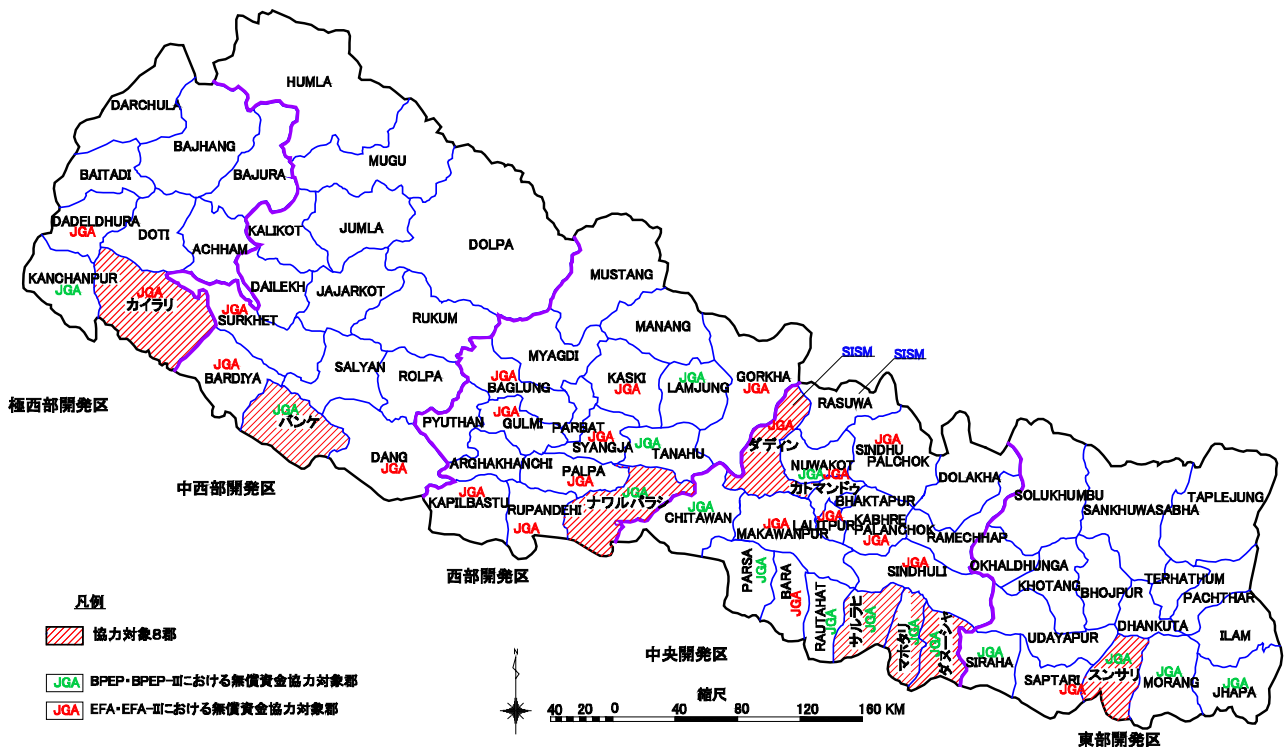 HUMLA
DARCHULA
BAJHANG
MUGU
BAITADI
BAJURA
DADELDHURA
JGA
DOTI
ACHHAM
KALIKOT
JUMLA
DOLPA
MUSTANG
KANCHANPUR
JGA
JGA
カイラリ
DAILEKH
JAJARKOT
JGA
SURKHET
RUKUM
MANANG
SISM
SISM
MYAGDI
JGA
BARDIYA
SALYAN
ROLPA
JGA
BAGLUNG
KASKI
JGA
JGA
LAMJUNG
GORKHA
JGA
RASUWA
極西部開発区
JGA
バンケ
PYUTHAN
JGA
GULMI
PARBAT
JGA
SYANGJA
JGA
TANAHU
JGA
ダディン
JGA
SINDHU
PALCHOK
DANG
JGA
ARGHAKHANCHI
PALPA
JGA
NUWAKOT
JGA
JGA
カトマンドゥ
DOLAKHA
中西部開発区
JGA
KAPILBASTU
RUPANDEHI
JGA
JGA
ナワルパラシ
JGA
CHITAWAN
BHAKTAPUR
JGA
LALITPUR
JGA
MAKAWANPUR
KABHRE
PALANCHOK
JGA
RAMECHHAP
SOLUKHUMBU
SANKHUWASABHA
TAPLEJUNG
西部開発区
PARSA
JGA
BARA
JGA
RAUTAHAT
JGA
サルラヒ
JGA
マホタリ
JGA
ダヌーシャ
JGA
JGA
SINDHULI
OKHALDHUNGA
KHOTANG
BHOJPUR
TERHATHUM
PACHTHAR
DHANKUTA
ILAM
UDAYAPUR
JGA
SIRAHA
SAPTARI
JGA
JGA
スンサリ
JGA
MORANG
JGA
JHAPA
中央開発区
東部開発区
凡例
協力対象8郡
JGA BPEP・BPEP-IIにおける無償資金協力対象郡
JGA EFA・EFA-IIにおける無償資金協力対象郡
N
縮尺
40 20 0 40 80 120 160 KM